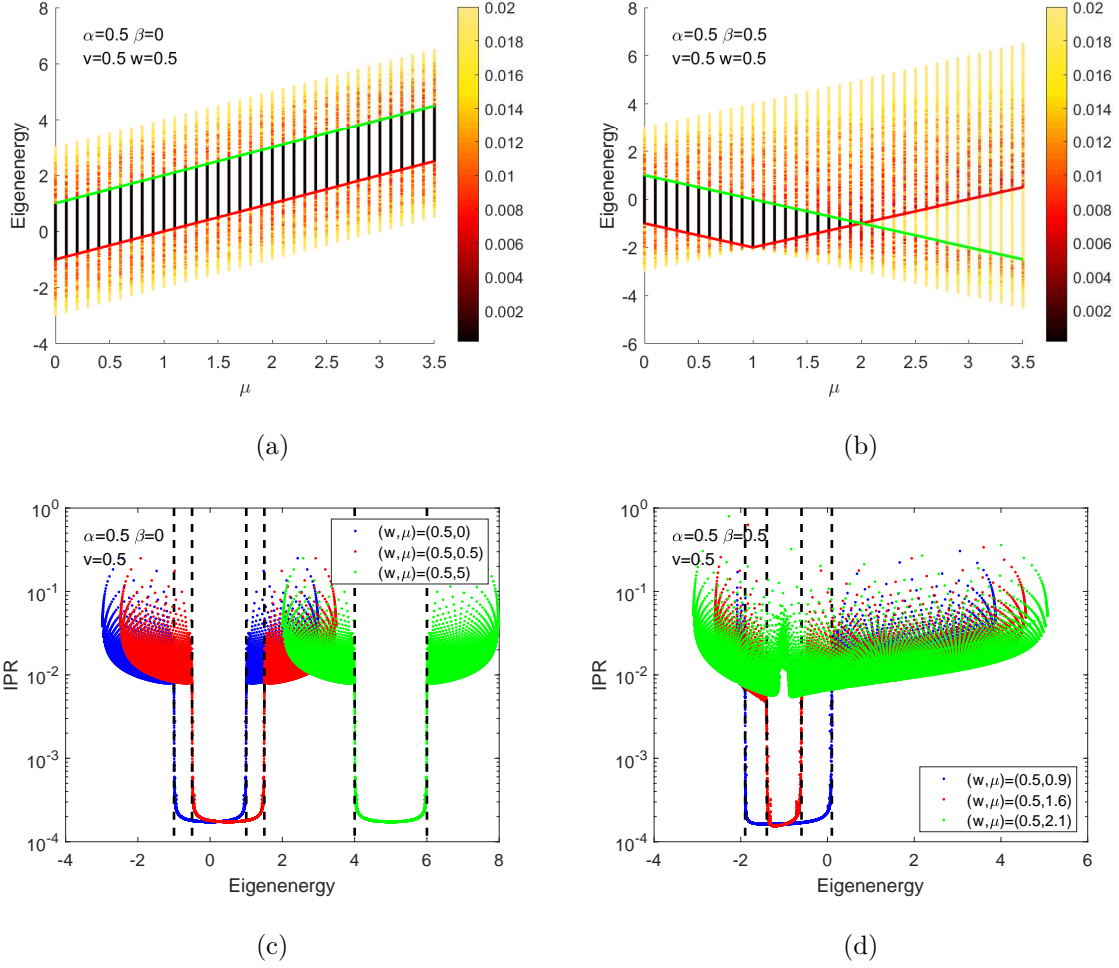 α=0.5 β=0
v=0.5 w=0.5
Eigenenergy
8
6
4
2
0
-2
-4
0 0.5 1 1.5 2 2.5 3 3.5
μ
0.02
0.018
0.016
0.014
0.012
0.01
0.008
0.006
0.004
0.002
(a)
α=0.5 β=0.5
v=0.5 w=0.5
Eigenenergy
8
6
4
2
0
-2
-4
-6
0 0.5 1 1.5 2 2.5 3 3.5
μ
0.02
0.018
0.016
0.014
0.012
0.01
0.008
0.006
0.004
0.002
(b)
α=0.5 β=0
v=0.5
(w,μ)=(0.5,0)
(w,μ)=(0.5,0.5)
(w,μ)=(0.5,5)
IPR
10^0
10^-1
10^-2
10^-3
10^-4
-4 -2 0 2 4 6 8
Eigenenergy
(c)
α=0.5 β=0.5
v=0.5
(w,μ)=(0.5,0.9)
(w,μ)=(0.5,1.6)
(w,μ)=(0.5,2.1)
IPR
10^0
10^-1
10^-2
10^-3
10^-4
-4 -2 0 2 4 6
Eigenenergy
(d)